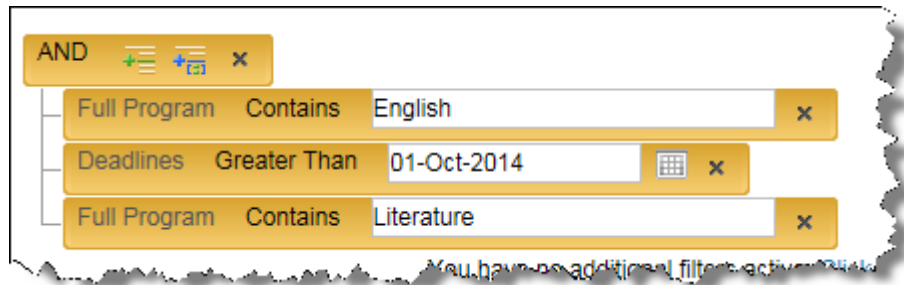 AND
Full Program Contains English
Deadlines Greater Than 01-Oct-2014
Full Program Contains Literature
You have no additional filters active. Click